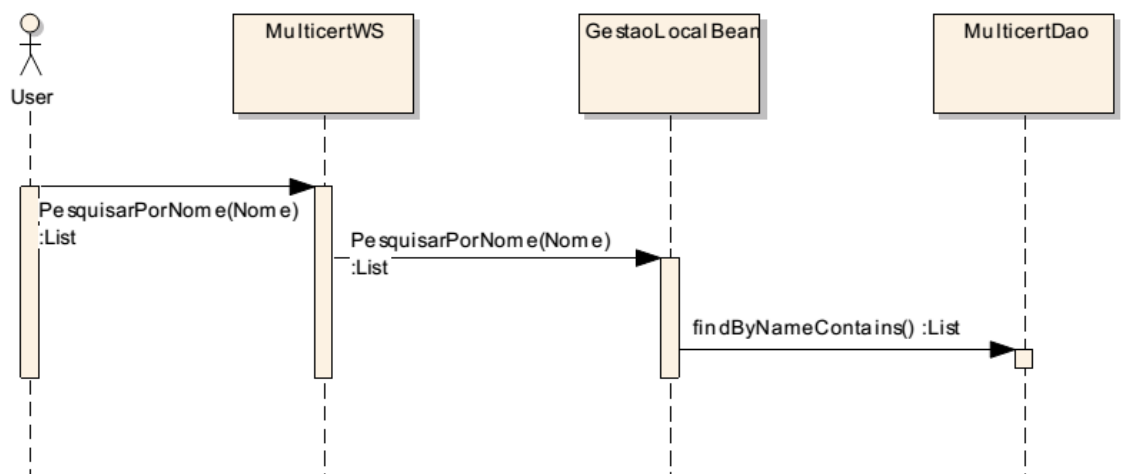 MulticertWS
GestaoLocalBean
MulticertDao
User
PesquisarPorNome(Nome)
:List
PesquisarPorNome(Nome)
:List
findByNameContains() :List